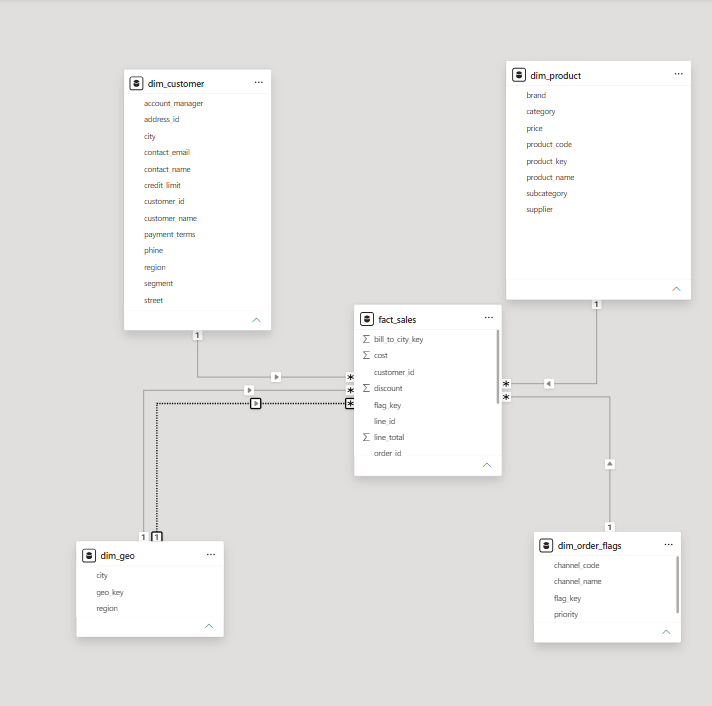 dim_customer
account_manager
address_id
city
contact_email
contact_name
credit_limit
customer_id
customer_name
payment_terms
phine
region
segment
street
dim_product
brand
category
price
product_code
product_key
product_name
subcategory
supplier
1
1
fact_sales
Σ bill_to_city_key
Σ cost
customer_id
Σ discount
flag_key
line_id
Σ line_total
order_id
*
*
*
*
*
1
1
1
dim_geo
city
geo_key
region
dim_order_flags
channel_code
channel_name
flag_key
priority